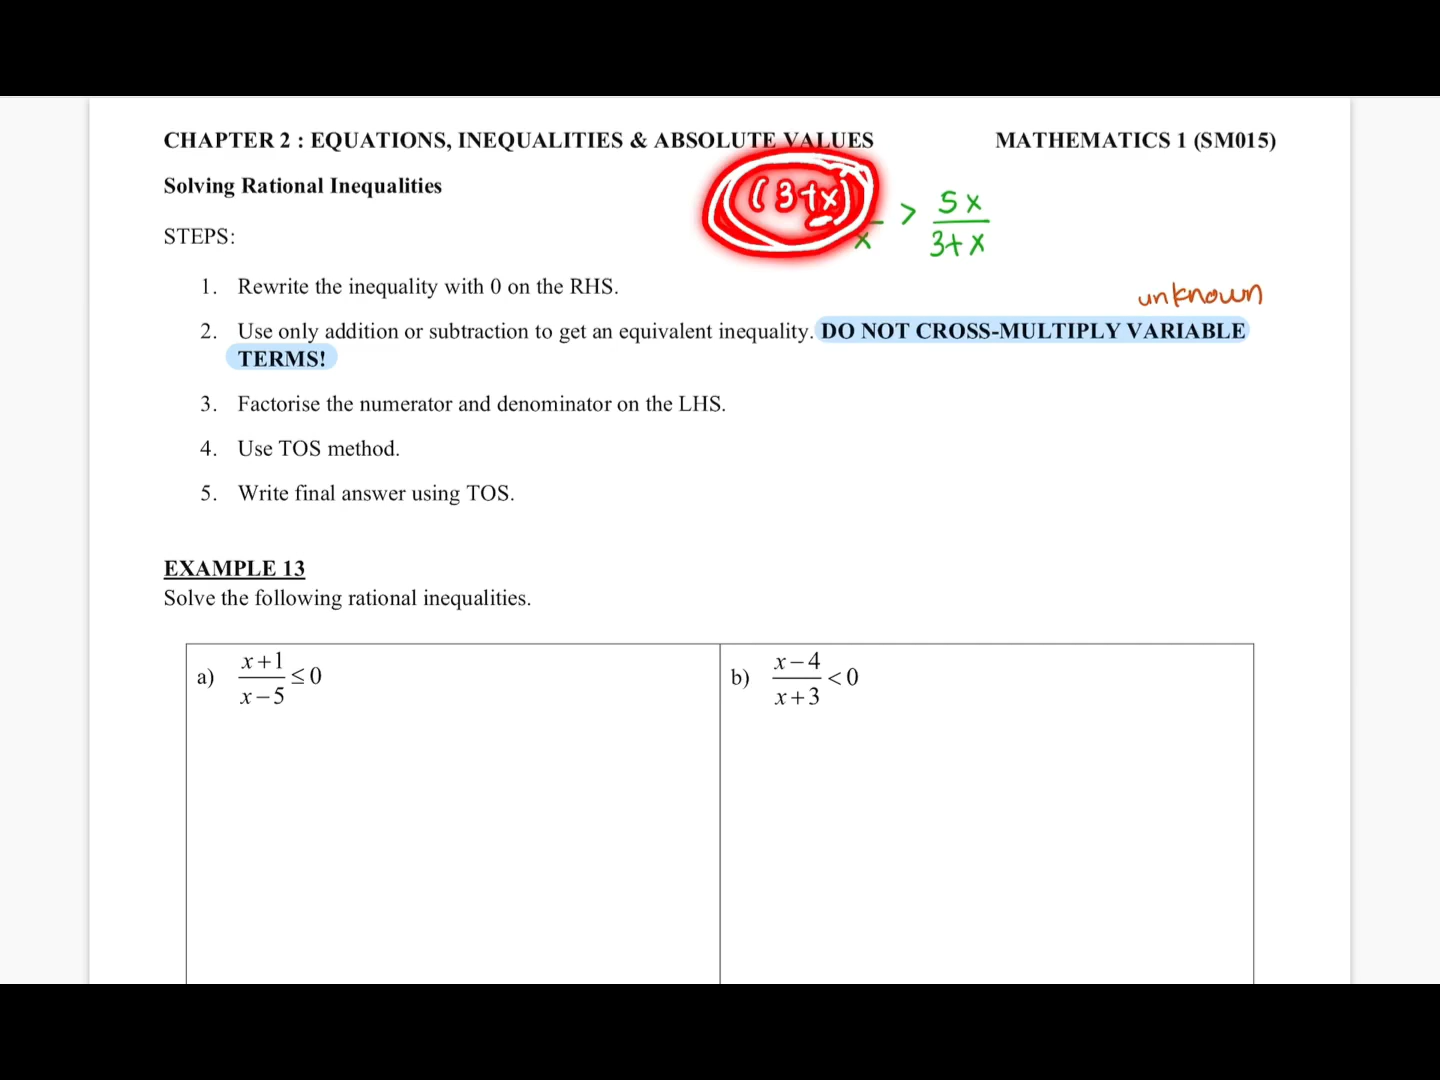 CHAPTER 2 : EQUATIONS, INEQUALITIES & ABSOLUTE VALUES MATHEMATICS 1 (SM015)
Solving Rational Inequalities
(3+x)
x
> 5x
3+x
STEPS:
1. Rewrite the inequality with 0 on the RHS.
unknown
2. Use only addition or subtraction to get an equivalent inequality. DO NOT CROSS-MULTIPLY VARIABLE
TERMS!
3. Factorise the numerator and denominator on the LHS.
4. Use TOS method.
5. Write final answer using TOS.
EXAMPLE 13
Solve the following rational inequalities.
a) x+1
x−5 ≤ 0
b) x−4
x+3 < 0